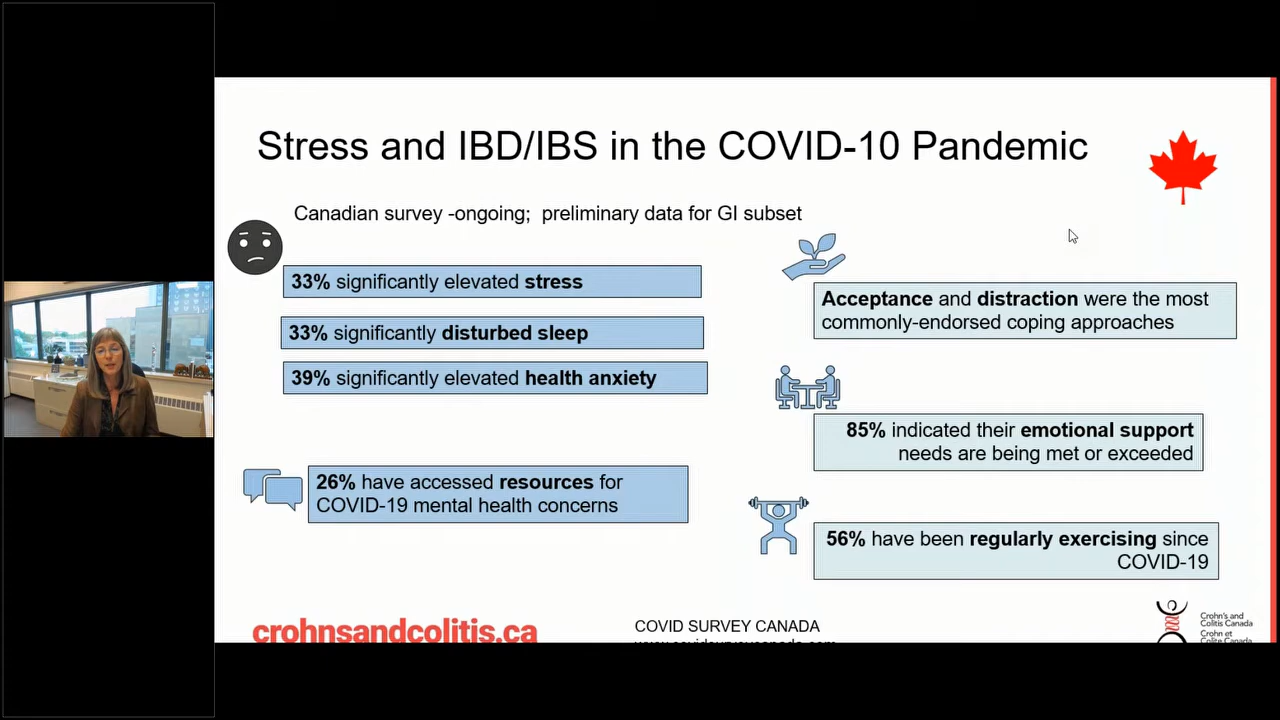 Stress and IBD/IBS in the COVID-10 Pandemic
Canadian survey -ongoing; preliminary data for GI subset
33% significantly elevated stress
33% significantly disturbed sleep
39% significantly elevated health anxiety
26% have accessed resources for
COVID-19 mental health concerns
Acceptance and distraction were the most
commonly-endorsed coping approaches
85% indicated their emotional support
needs are being met or exceeded
56% have been regularly exercising since
COVID-19
crohnsandcolitis.ca
COVID SURVEY CANADA
www.covidsurveycanada.com
Crohn's and
Colitis Canada
Crohn et
Colite Canada